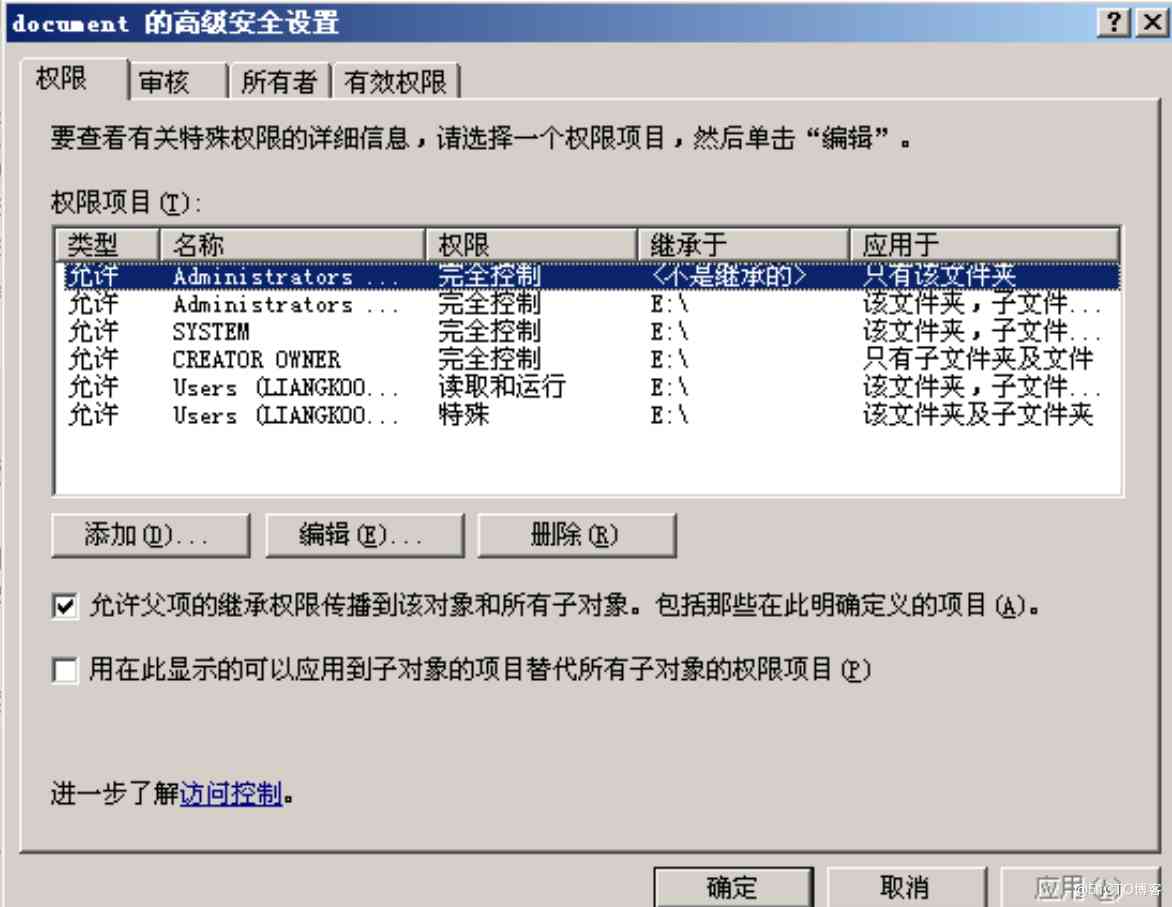 document 的高级安全设置
权限 审核 所有者 有效权限
要查看有关特殊权限的详细信息，请选择一个权限项目，然后单击“编辑”。
权限项目(T):
类型 名称 权限 继承于 应用于
允许 Administrators ... 完全控制 <不是继承的> 只有该文件夹
允许 Administrators ... 完全控制 E:\ 该文件夹，子文件...
允许 SYSTEM 完全控制 E:\ 该文件夹，子文件...
允许 CREATOR OWNER 完全控制 E:\ 只有子文件夹及文件
允许 Users (LIANGKOO... 读取和运行 E:\ 该文件夹，子文件...
允许 Users (LIANGKOO... 特殊 E:\ 该文件夹及子文件夹
添加(D)... 编辑(E)... 删除(R)
允许父项的继承权限传播到该对象和所有子对象。包括那些在此明确定义的项目(A)。
用在此显示的可以应用到子对象的项目替代所有子对象的权限项目(P)
进一步了解访问控制。
确定 取消 应用(A)
@51CTO博客